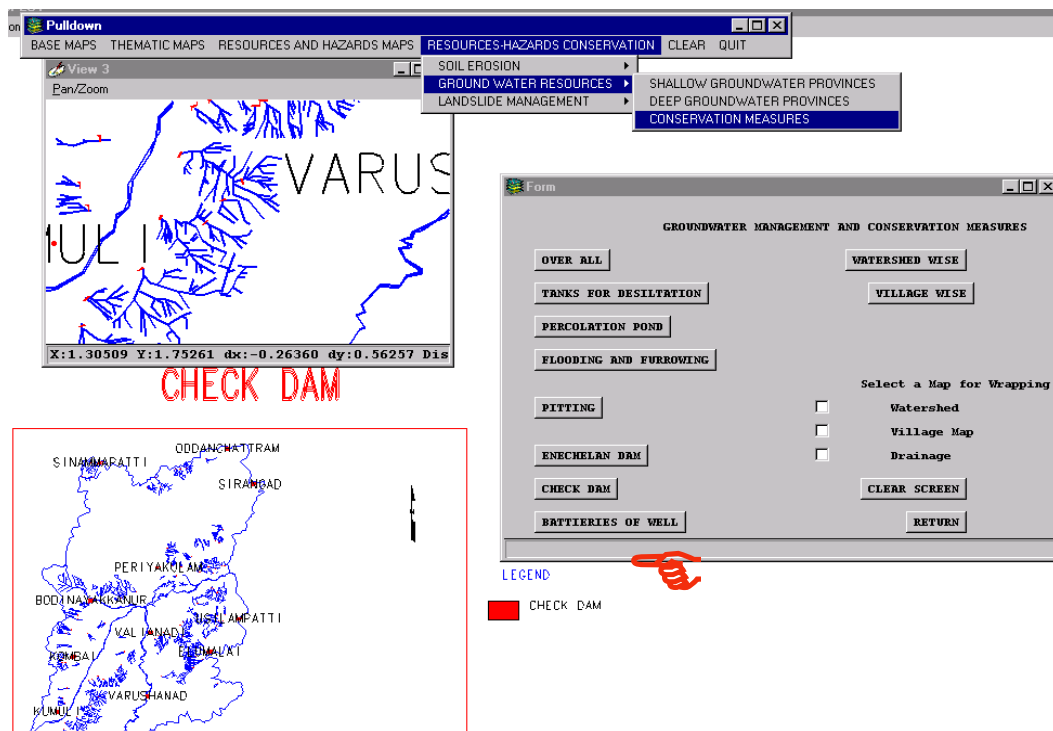 on
Pulldown
BASE MAPS THEMATIC MAPS RESOURCES AND HAZARDS MAPS RESOURCES-HAZARDS CONSERVATION CLEAR QUIT
SOIL EROSION
GROUND WATER RESOURCES
LANDSLIDE MANAGEMENT
SHALLOW GROUNDWATER PROVINCES
DEEP GROUNDWATER PROVINCES
CONSERVATION MEASURES
View 3
Pan/Zoom
VARUS
MULI
X:1.30509 Y:1.75261 dx:-0.26360 dy:0.56257 Dis
CHECK DAM
ODDANCHATTRAM
SINAMMAPATTI
SIRANGAD
PERIYAKULAM
BODINAYAKKANUR
USILAMPATTI
VALIANAD
ELUMALAI
KOMBAI
VARUSHANAD
KUMULI
Form
GROUNDWATER MANAGEMENT AND CONSERVATION MEASURES
OVER ALL
WATERSHED WISE
TANKS FOR DESILTATION
VILLAGE WISE
PERCOLATION POND
FLOODING AND FURROWING
Select a Map for Wrapping
PITTING
Watershed
Village Map
Drainage
ENECHELAN DAM
CHECK DAM
CLEAR SCREEN
BATTIERIES OF WELL
RETURN
LEGEND
CHECK DAM